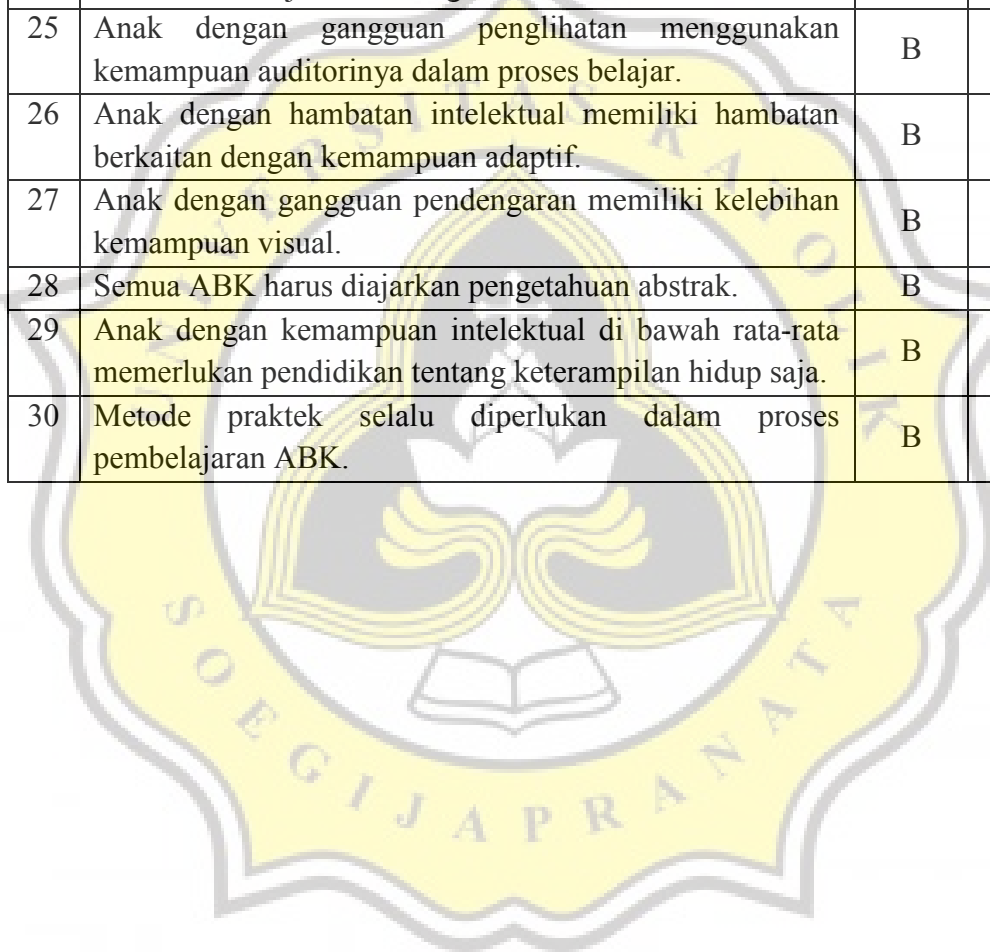 25 Anak dengan gangguan penglihatan menggunakan
kemampuan auditorinya dalam proses belajar. B
26 Anak dengan hambatan intelektual memiliki hambatan
berkaitan dengan kemampuan adaptif. B
27 Anak dengan gangguan pendengaran memiliki kelebihan
kemampuan visual. B
28 Semua ABK harus diajarkan pengetahuan abstrak. B
29 Anak dengan kemampuan intelektual di bawah rata-rata
memerlukan pendidikan tentang keterampilan hidup saja. B
30 Metode praktek selalu diperlukan dalam proses
pembelajaran ABK. B
UNIVERSITAS KATOLIK
SOEGIJAPRANATA